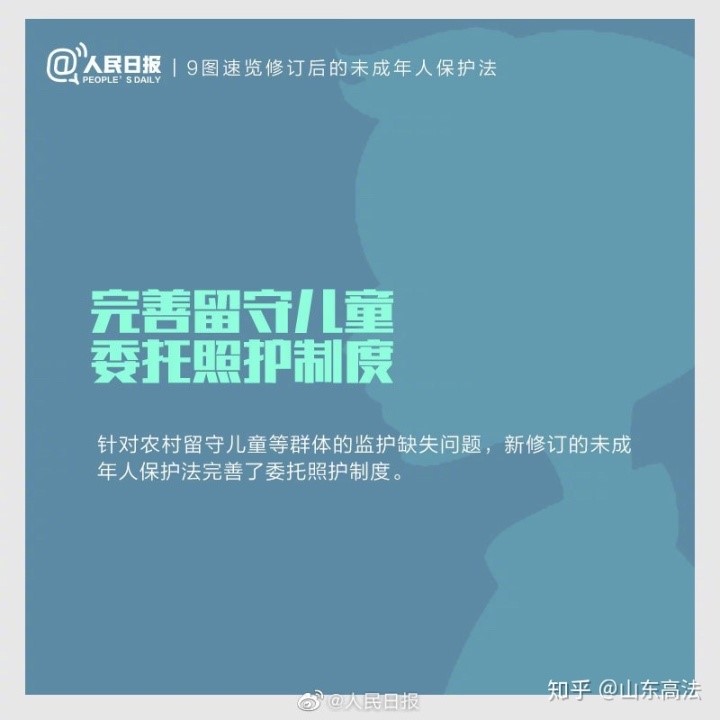 @人民日报 | 9图速览修订后的未成年人保护法
PEOPLE'S DAILY
完善留守儿童
委托照护制度
针对农村留守儿童等群体的监护缺失问题，新修订的未成
年人保护法完善了委托照护制度。
知乎 @山东高法
@人民日报